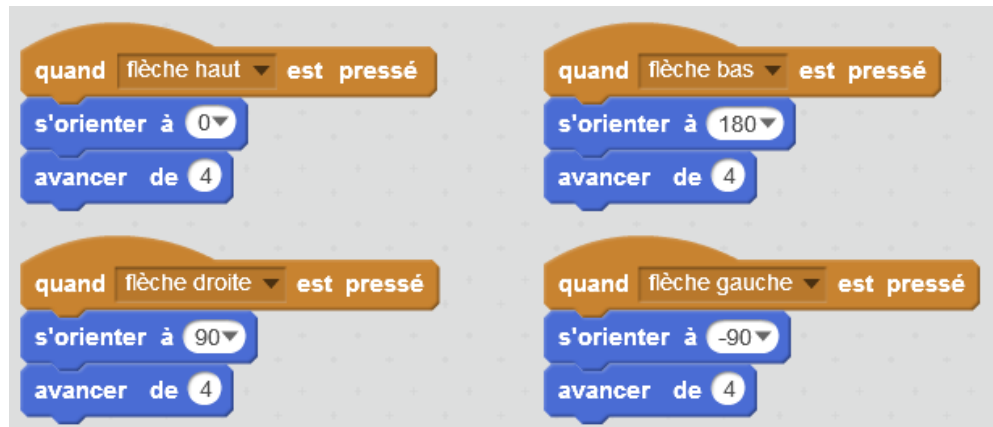 quand flèche haut est pressé
s'orienter à 0
avancer de 4
quand flèche bas est pressé
s'orienter à 180
avancer de 4
quand flèche droite est pressé
s'orienter à 90
avancer de 4
quand flèche gauche est pressé
s'orienter à -90
avancer de 4